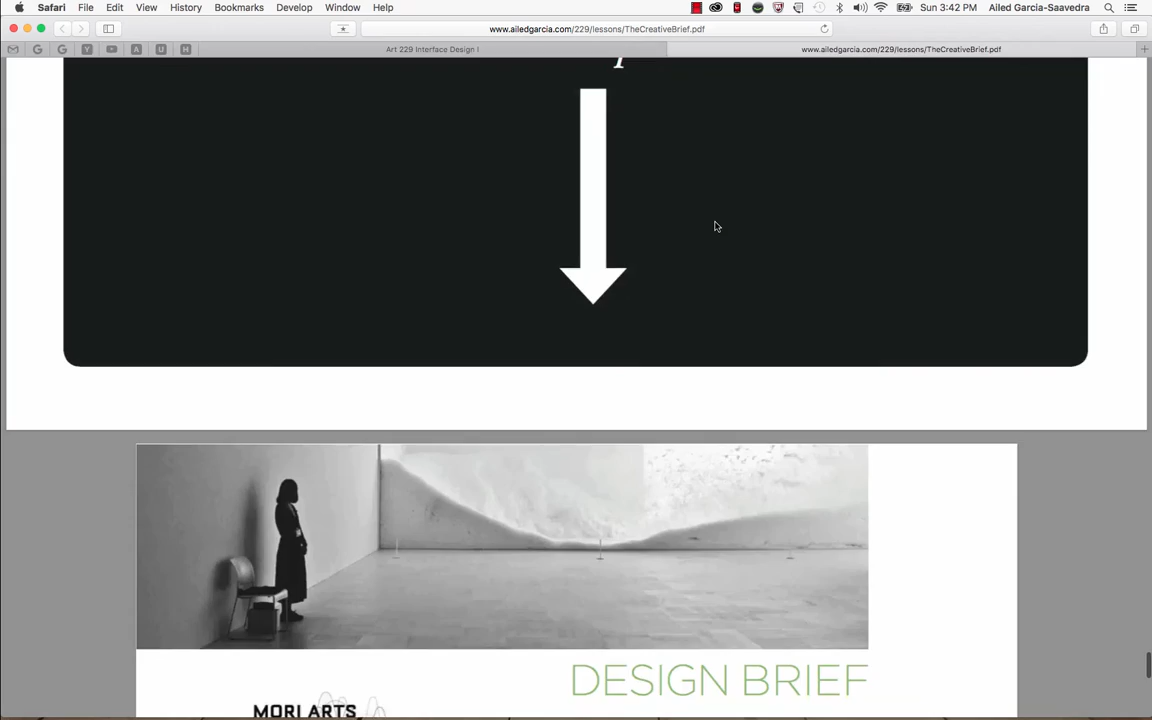 Safari File Edit View History Bookmarks Develop Window Help Sun 3:42 PM Ailed Garcia-Saavedra
www.ailedgarcia.com/229/lessons/TheCreativeBrief.pdf
Art 229 Interface Design I www.ailedgarcia.com/229/lessons/TheCreativeBrief.pdf
DESIGN BRIEF
MORI ARTS